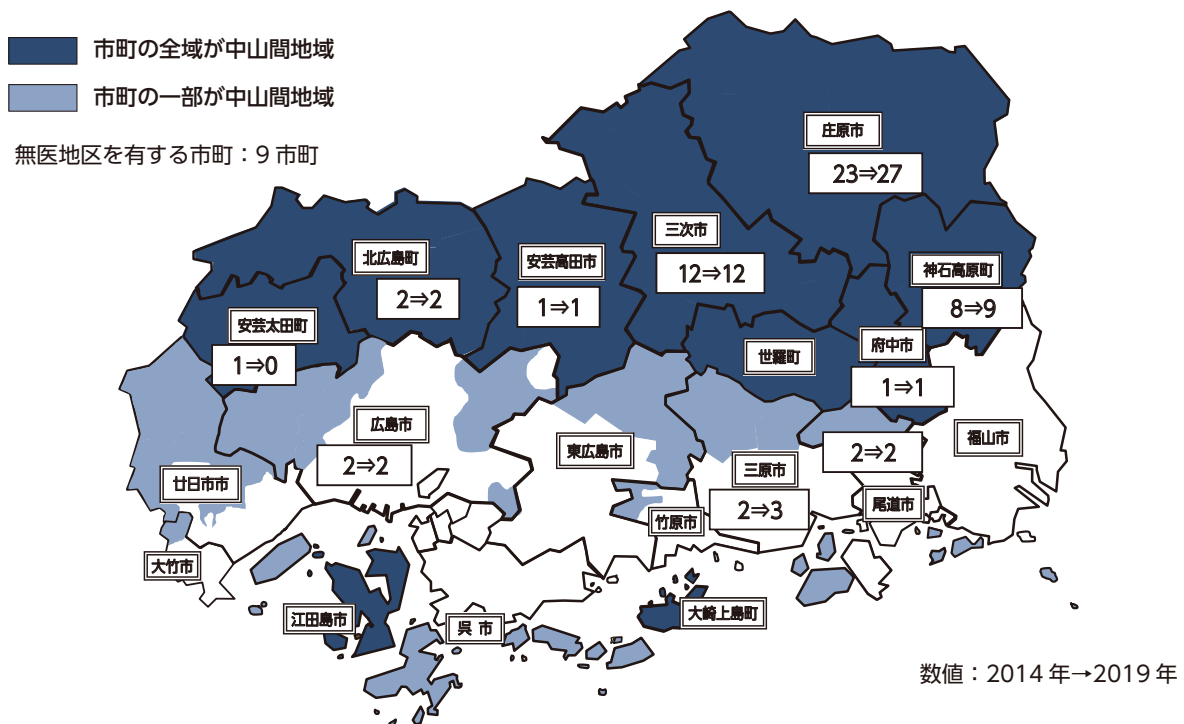 市町の全域が中山間地域
市町の一部が中山間地域
無医地区を有する市町：9 市町
庄原市
23⇒27
三次市
12⇒12
北広島町
2⇒2
安芸高田市
1⇒1
神石高原町
8⇒9
安芸太田町
1⇒0
世羅町
府中市
1⇒1
広島市
2⇒2
東広島市
三原市
2⇒3
2⇒2
尾道市
福山市
廿日市市
竹原市
大竹市
江田島市
呉 市
大崎上島町
数値：2014 年→2019 年